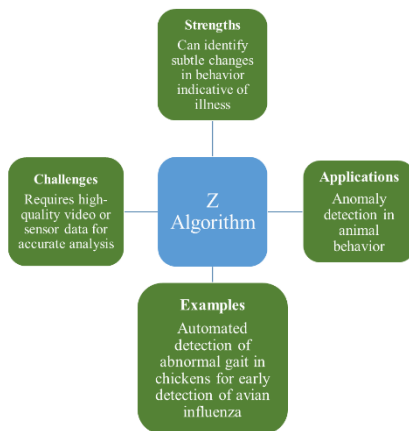 Strengths
Can identify
subtle changes
in behavior
indicative of
illness
Challenges
Requires high-
quality video or
sensor data for
accurate analysis
Z
Algorithm
Applications
Anomaly
detection in
animal
behavior
Examples
Automated
detection of
abnormal gait in
chickens for early
detection of avian
influenza